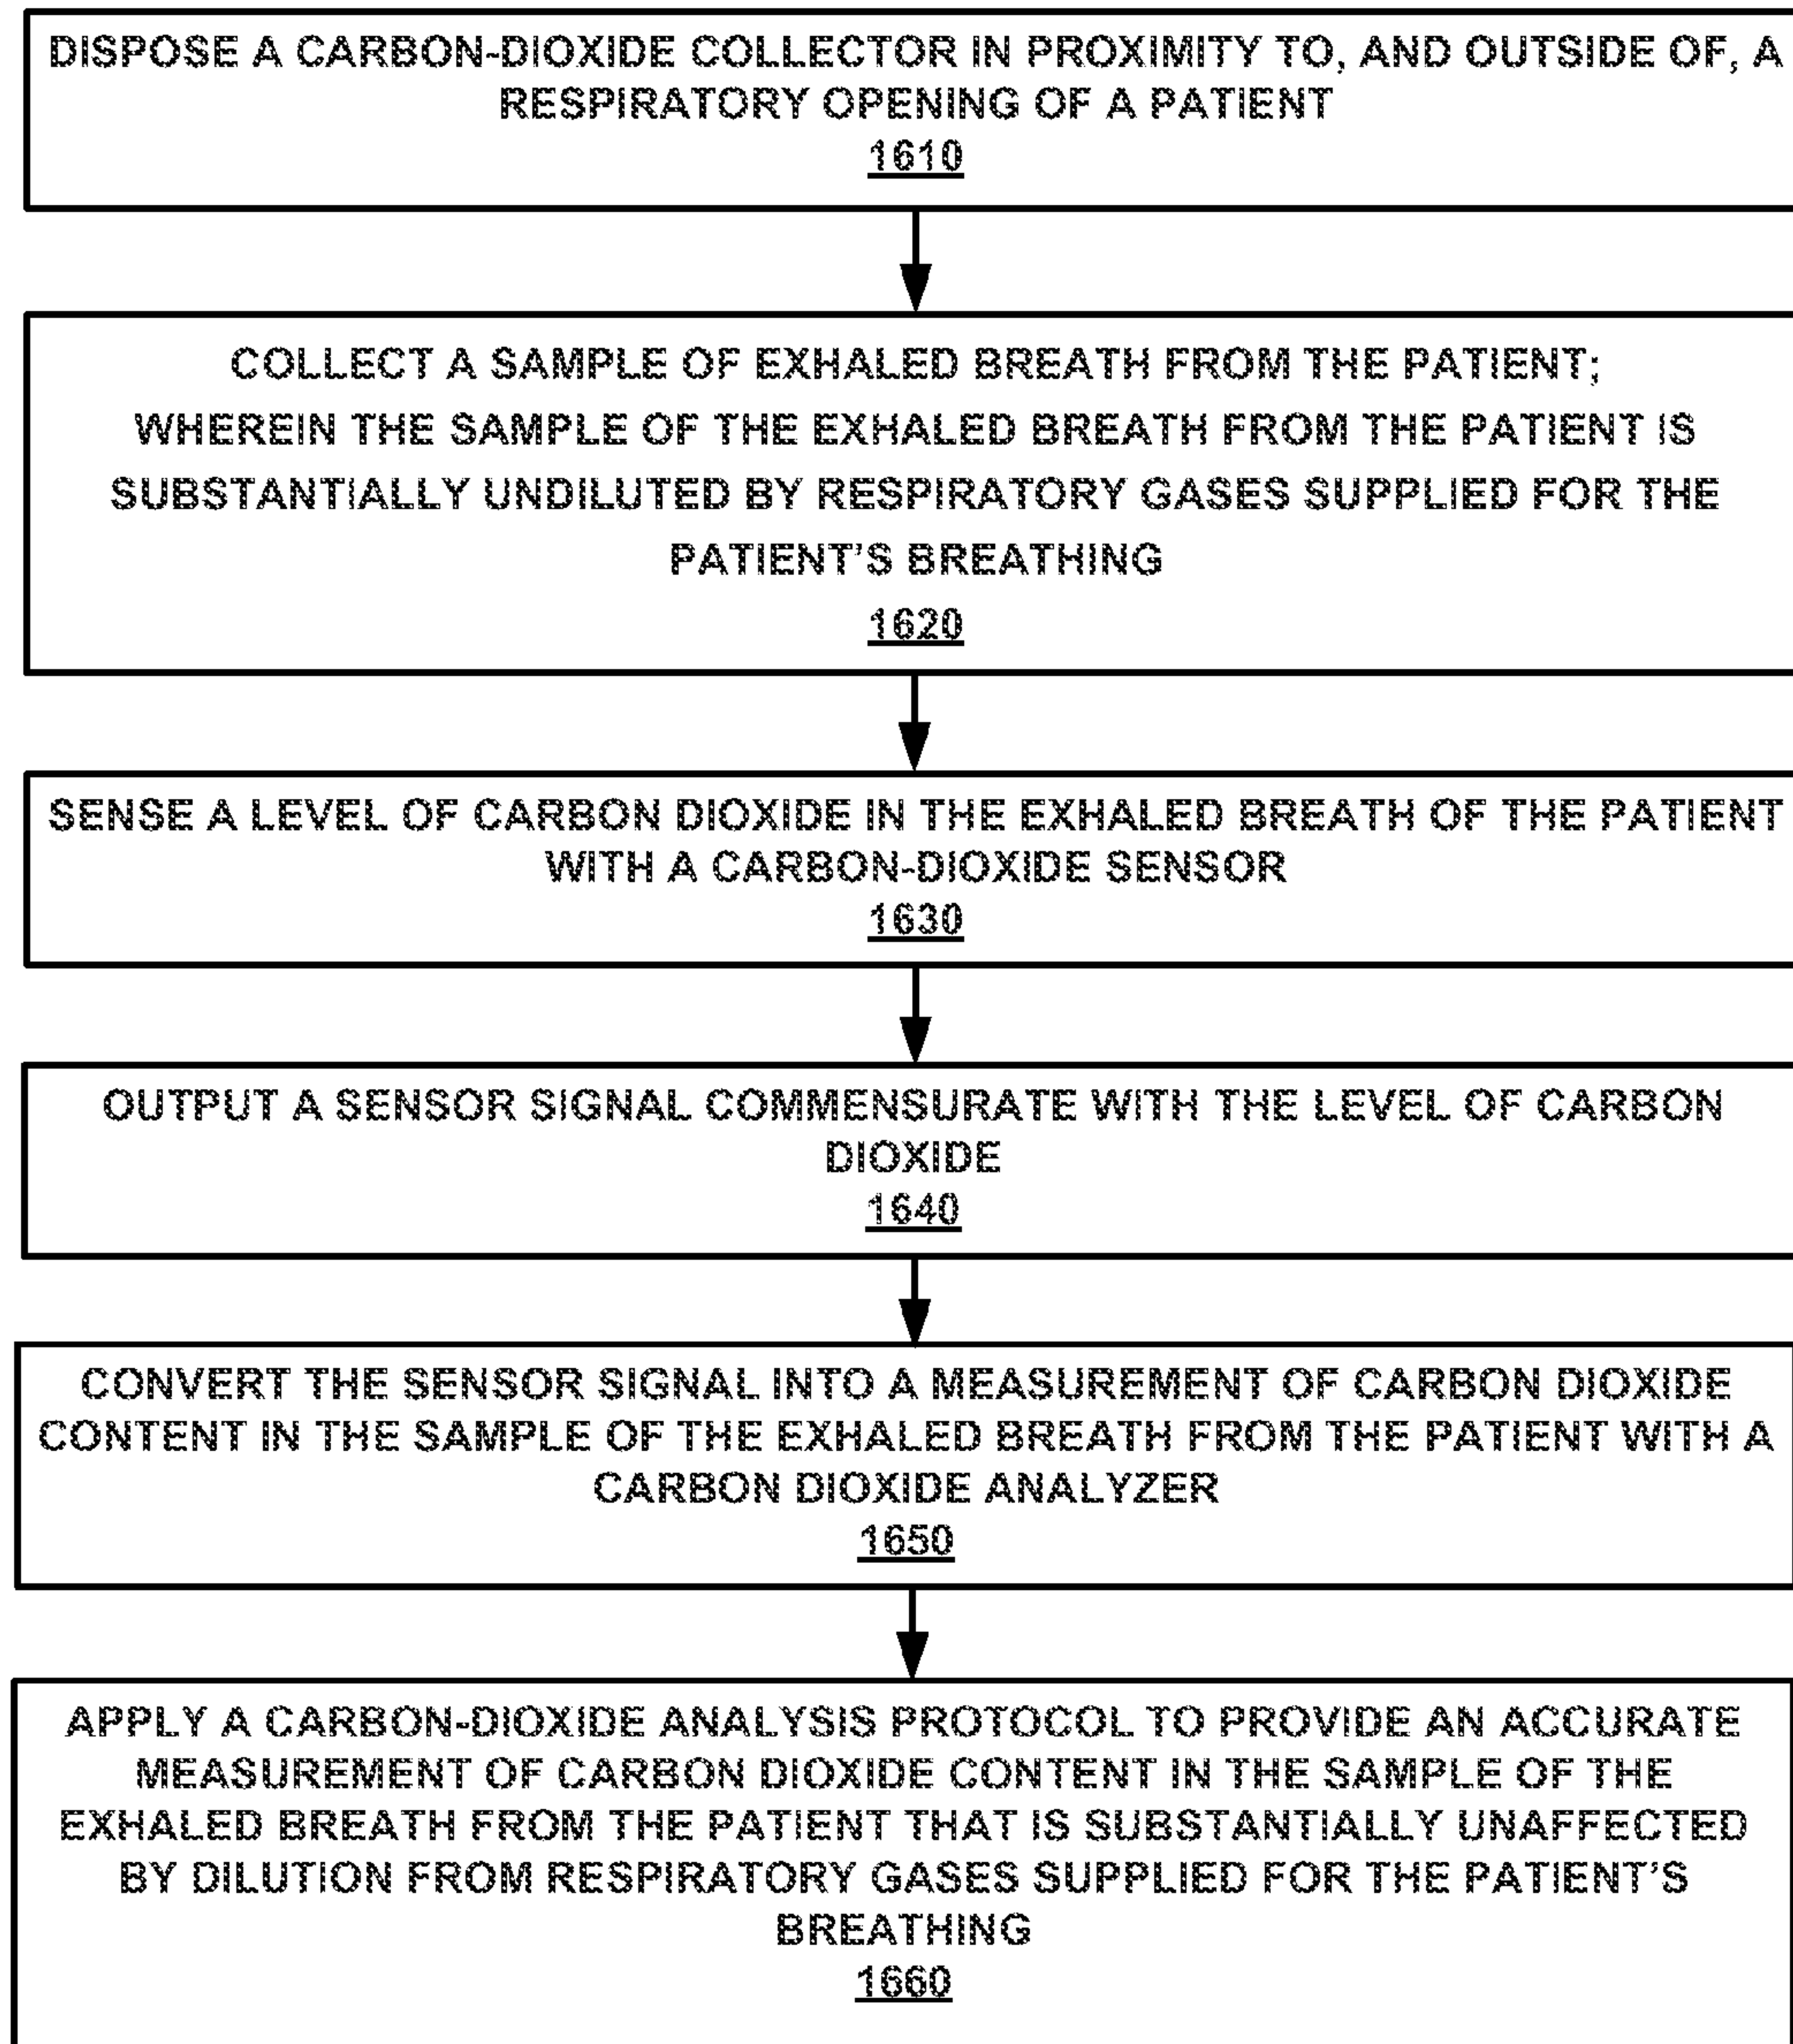 DISPOSE A CARBON-DIOXIDE COLLECTOR IN PROXIMITY TO, AND OUTSIDE OF, A
RESPIRATORY OPENING OF A PATIENT
1610
COLLECT A SAMPLE OF EXHALED BREATH FROM THE PATIENT;
WHEREIN THE SAMPLE OF THE EXHALED BREATH FROM THE PATIENT IS
SUBSTANTIALLY UNDILUTED BY RESPIRATORY GASES SUPPLIED FOR THE
PATIENT'S BREATHING
1620
SENSE A LEVEL OF CARBON DIOXIDE IN THE EXHALED BREATH OF THE PATIENT
WITH A CARBON-DIOXIDE SENSOR
1630
OUTPUT A SENSOR SIGNAL COMMENSURATE WITH THE LEVEL OF CARBON
DIOXIDE
1640
CONVERT THE SENSOR SIGNAL INTO A MEASUREMENT OF CARBON DIOXIDE
CONTENT IN THE SAMPLE OF THE EXHALED BREATH FROM THE PATIENT WITH A
CARBON DIOXIDE ANALYZER
1650
APPLY A CARBON-DIOXIDE ANALYSIS PROTOCOL TO PROVIDE AN ACCURATE
MEASUREMENT OF CARBON DIOXIDE CONTENT IN THE SAMPLE OF THE
EXHALED BREATH FROM THE PATIENT THAT IS SUBSTANTIALLY UNAFFECTED
BY DILUTION FROM RESPIRATORY GASES SUPPLIED FOR THE PATIENT'S
BREATHING
1660